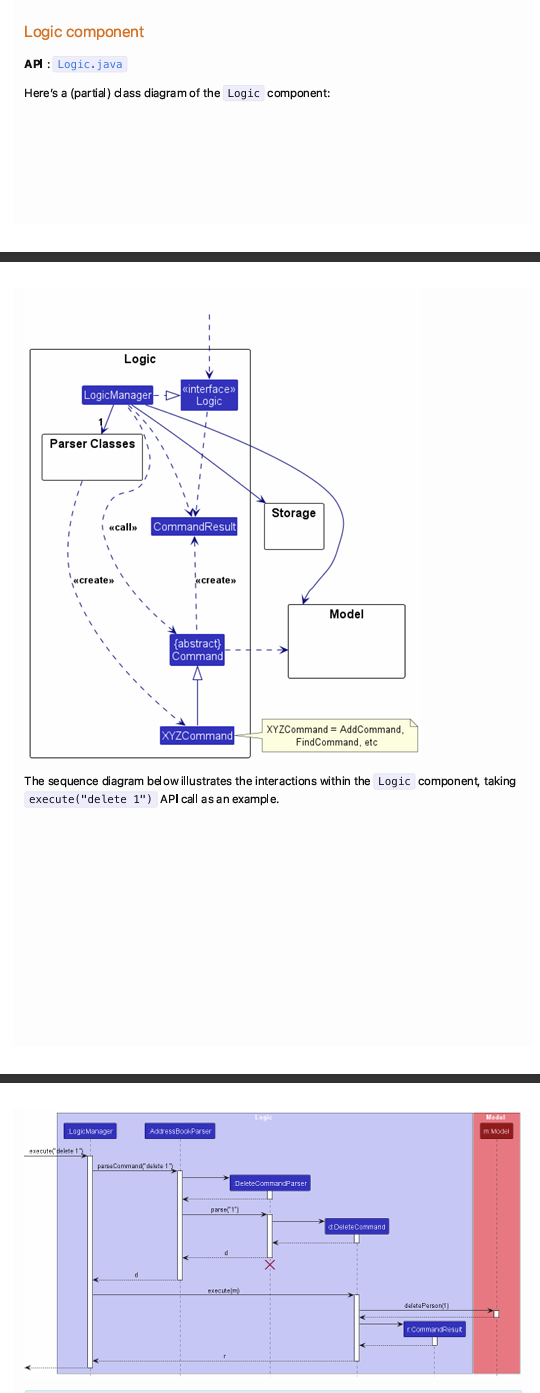 Logic component
API : Logic.java
Here's a (partial) class diagram of the Logic component:
Logic
LogicManager
«interface»
Logic
1
Parser Classes
Storage
CommandResult
«call»
«create»
«create»
Model
{abstract}
Command
XYZCommand
XYZCommand = AddCommand,
FindCommand, etc
The sequence diagram below illustrates the interactions within the Logic component, taking
execute("delete 1") API call as an example.
Logic
Model
:LogicManager
:AddressBookParser
m:Model
execute("delete 1")
parseCommand("delete 1")
:DeleteCommandParser
parse("1")
d:DeleteCommand
d
d
execute(m)
deletePerson(1)
r:CommandResult
r